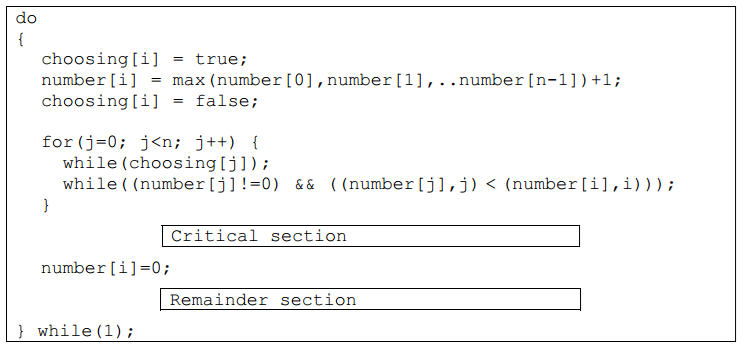 do
{
choosing[i] = true;
number[i] = max(number[0],number[1],..number[n-1])+1;
choosing[i] = false;
for(j=0; j<n; j++) {
while(choosing[j]);
while((number[j]!=0) && ((number[j],j)<(number[i],i)));
}
Critical section
number[i]=0;
Remainder section
} while(1);